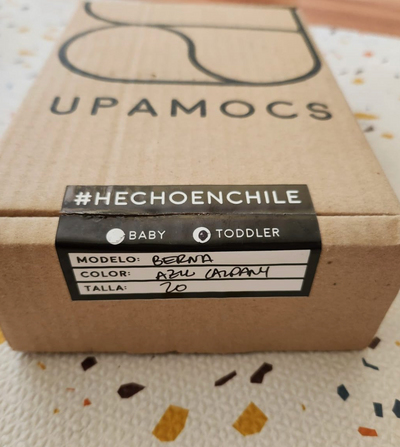 UPAMOCS
#HECHOENCHILE
BABY TODDLER
MODELO: BERNA
COLOR: AZUL
TALLA: 20